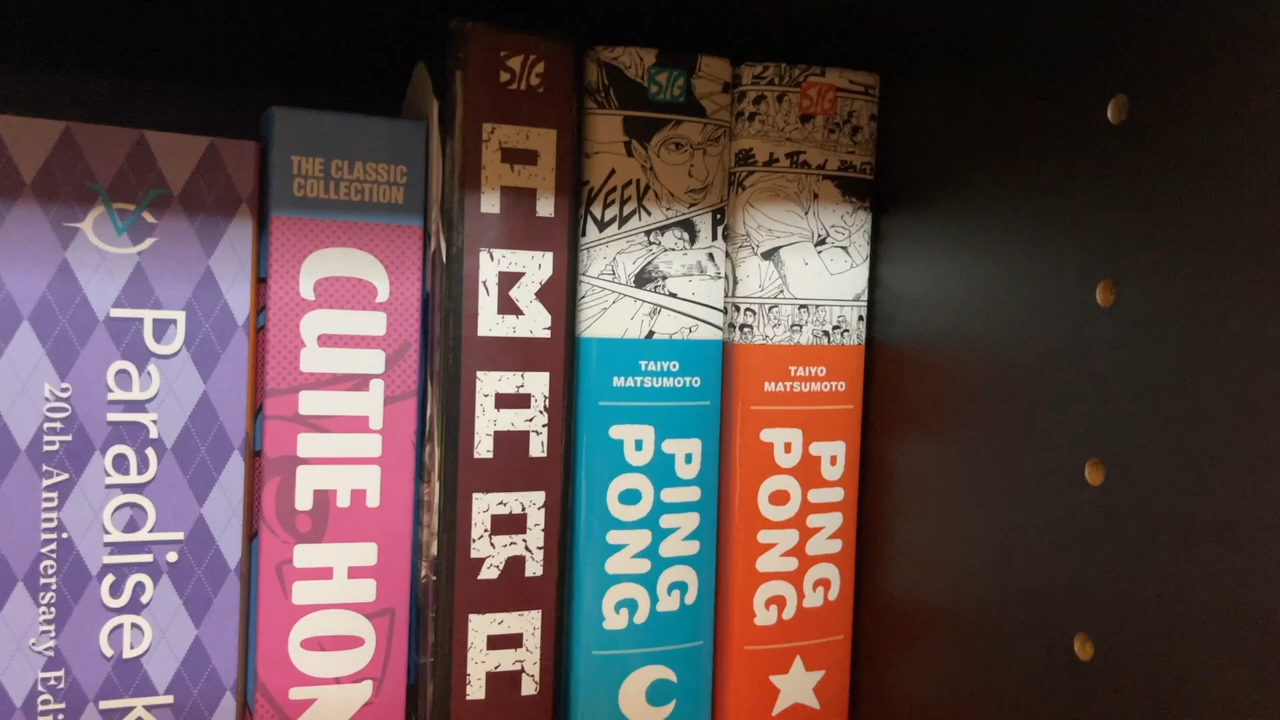 Paradise K
20th Anniversary Edi
THE CLASSIC
COLLECTION
CUTIE HON
SIG
ABARA
SIG
KEEK
TAIYO
MATSUMOTO
PING
PONG
SIG
TAIYO
MATSUMOTO
PING
PONG